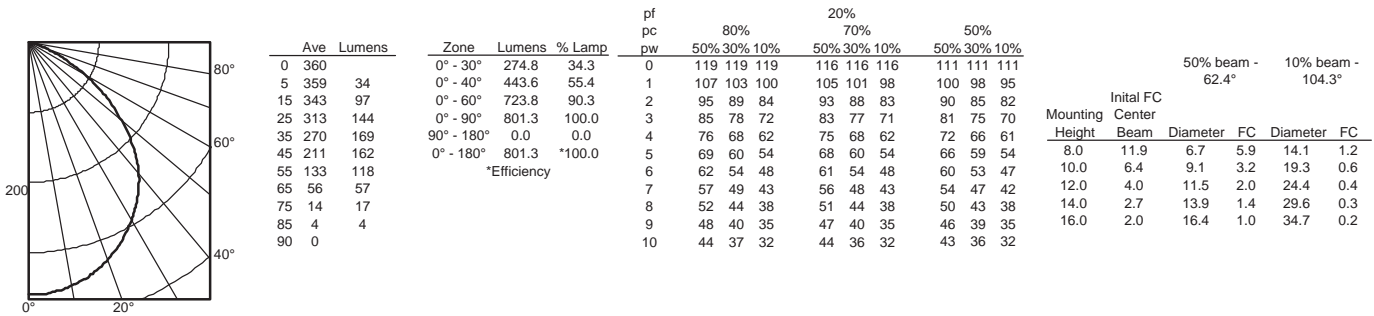 80°
60°
40°
20°
0°
200
Ave Lumens
0 360
5 359 34
15 343 97
25 313 144
35 270 169
45 211 162
55 133 118
65 56 57
75 14 17
85 4 4
90 0
Zone Lumens % Lamp
0° - 30° 274.8 34.3
0° - 40° 443.6 55.4
0° - 60° 723.8 90.3
0° - 90° 801.3 100.0
90° - 180° 0.0 0.0
0° - 180° 801.3 *100.0
*Efficiency
pf 20%
pc 80% 70% 50%
pw 50% 30% 10% 50% 30% 10% 50% 30% 10%
0 119 119 119 116 116 116 111 111 111
1 107 103 100 105 101 98 100 98 95
2 95 89 84 93 88 83 90 85 82
3 85 78 72 83 77 71 81 75 70
4 76 68 62 75 68 62 72 66 61
5 69 60 54 68 60 54 66 59 54
6 62 54 48 61 54 48 60 53 47
7 57 49 43 56 48 43 54 47 42
8 52 44 38 51 44 38 50 43 38
9 48 40 35 47 40 35 46 39 35
10 44 37 32 44 36 32 43 36 32
50% beam - 10% beam -
62.4° 104.3°
Inital FC
Mounting Center
Height Beam Diameter FC Diameter FC
8.0 11.9 6.7 5.9 14.1 1.2
10.0 6.4 9.1 3.2 19.3 0.6
12.0 4.0 11.5 2.0 24.4 0.4
14.0 2.7 13.9 1.4 29.6 0.3
16.0 2.0 16.4 1.0 34.7 0.2